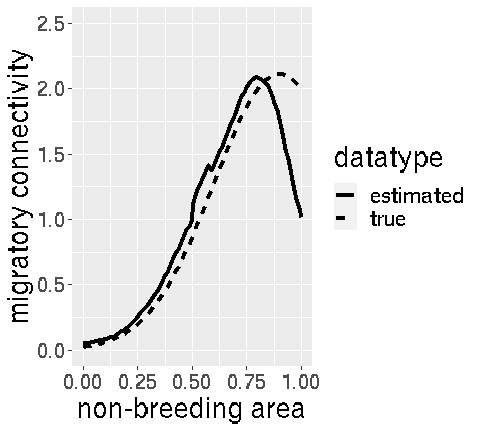 2.5
2.0
1.5
1.0
0.5
0.0
migratory connectivity
0.00 0.25 0.50 0.75 1.00
non-breeding area
datatype
estimated
true